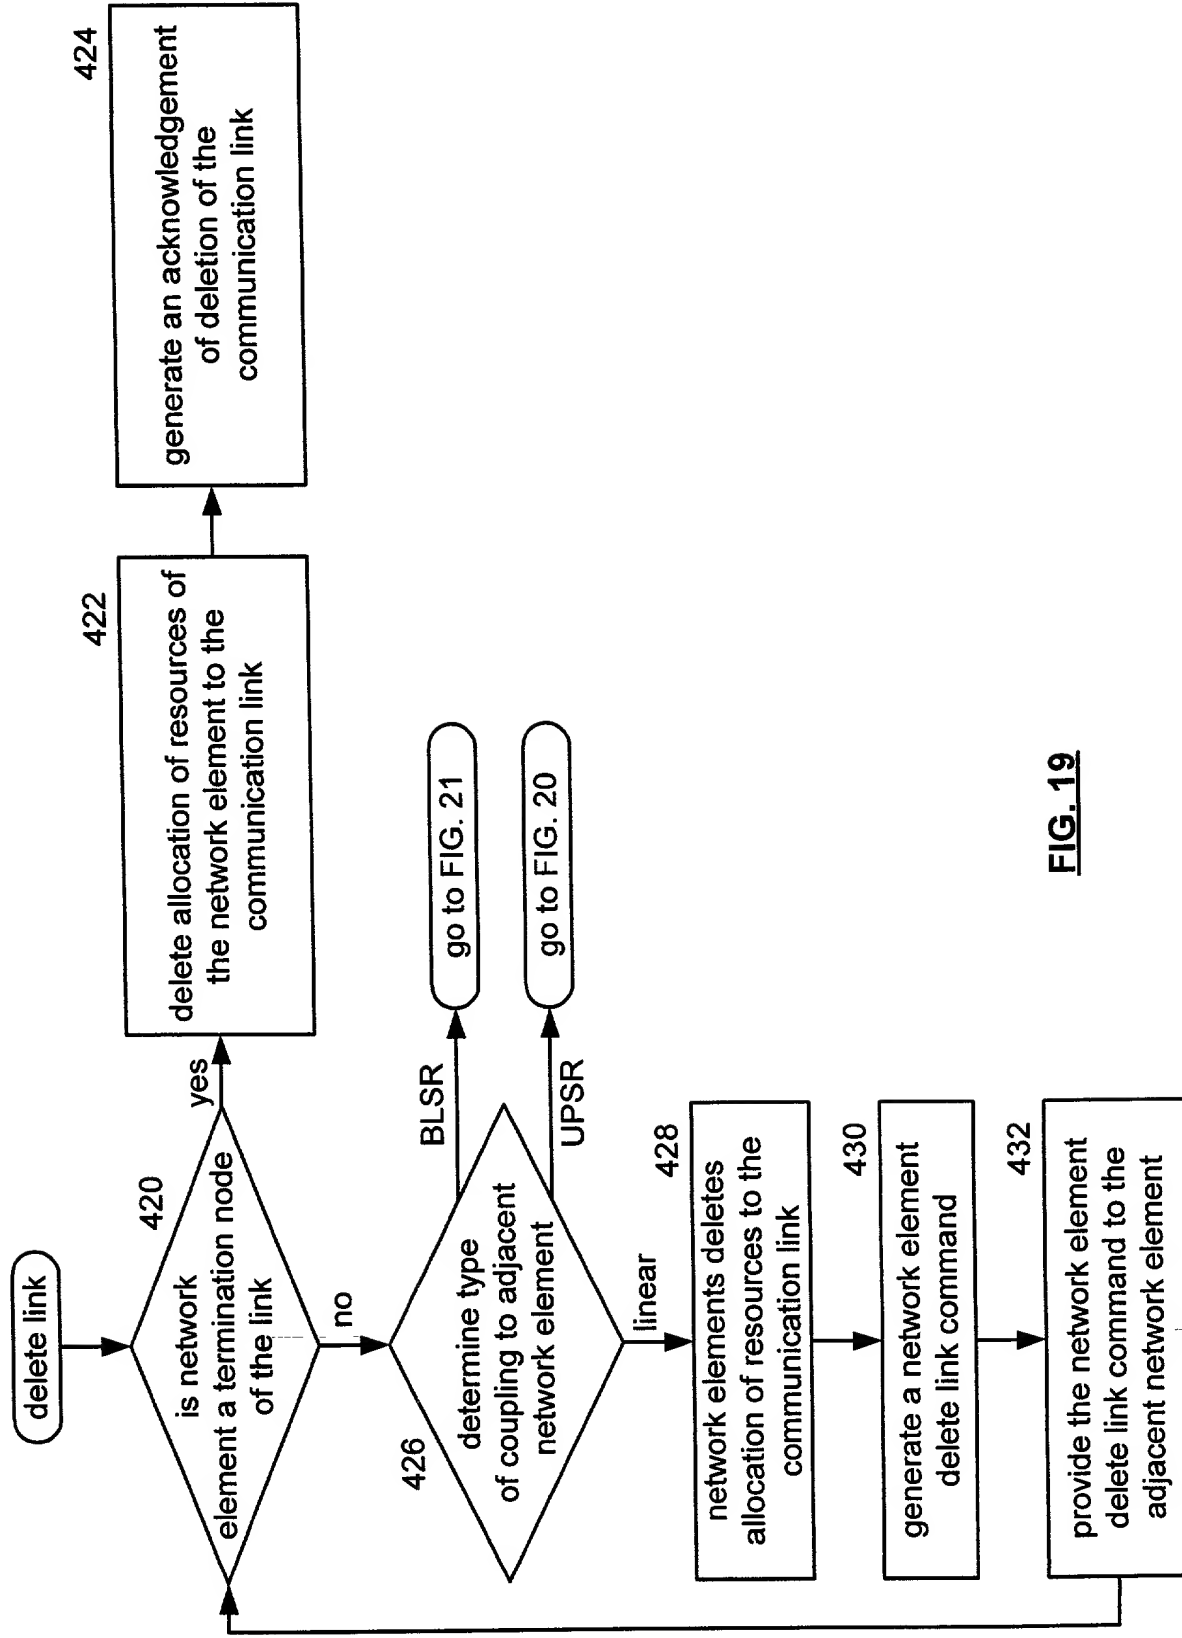 delete link
420
is network
element a termination node
of the link
yes
no
422
delete allocation of resources of
the network element to the
communication link
424
generate an acknowledgement
of deletion of the
communication link
426
determine type
of coupling to adjacent
network element
BLSR
go to FIG. 21
UPSR
go to FIG. 20
linear
428
network elements deletes
allocation of resources to the
communication link
430
generate a network element
delete link command
432
provide the network element
delete link command to the
adjacent network element
FIG. 19